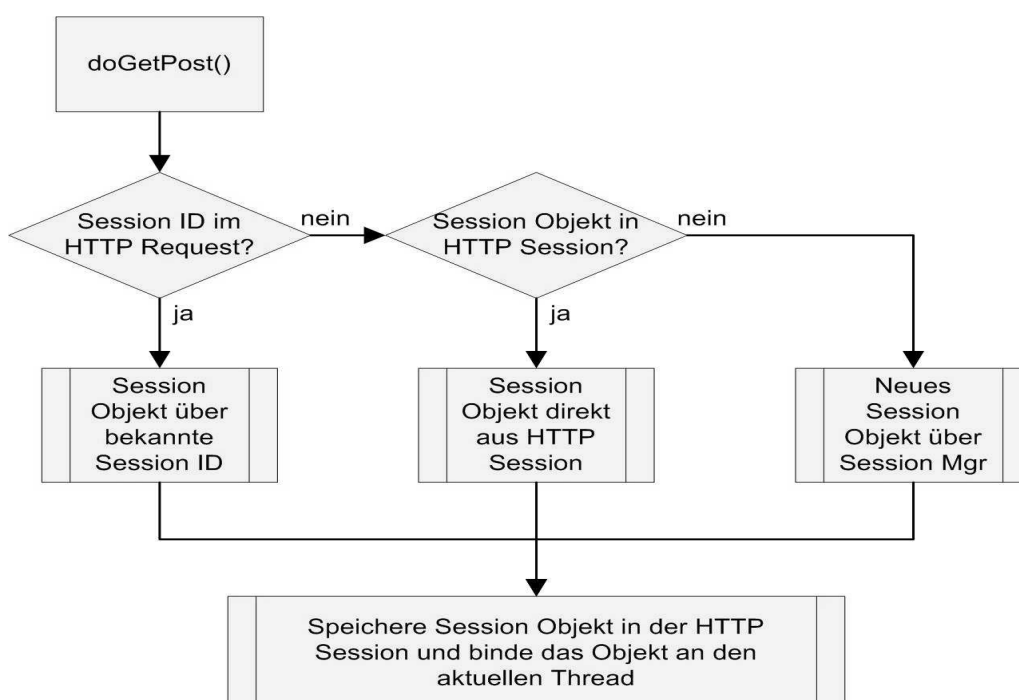 doGetPost()
Session ID im
HTTP Request?
nein
Session Objekt in
HTTP Session?
nein
ja
ja
Session
Objekt über
bekannte
Session ID
Session
Objekt direkt
aus HTTP
Session
Neues
Session
Objekt über
Session Mgr
Speichere Session Objekt in der HTTP
Session und binde das Objekt an den
aktuellen Thread